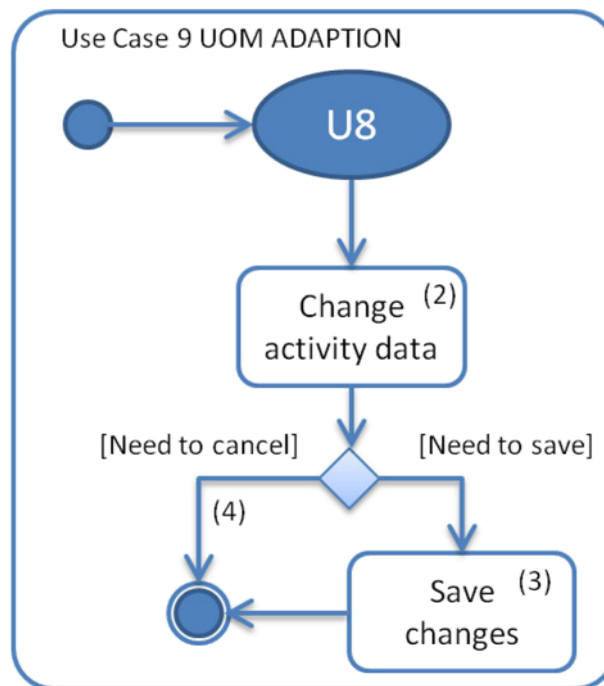 Use Case 9 UOM ADAPTION
U8
Change (2)
activity data
[Need to cancel]
[Need to save]
(4)
Save (3)
changes